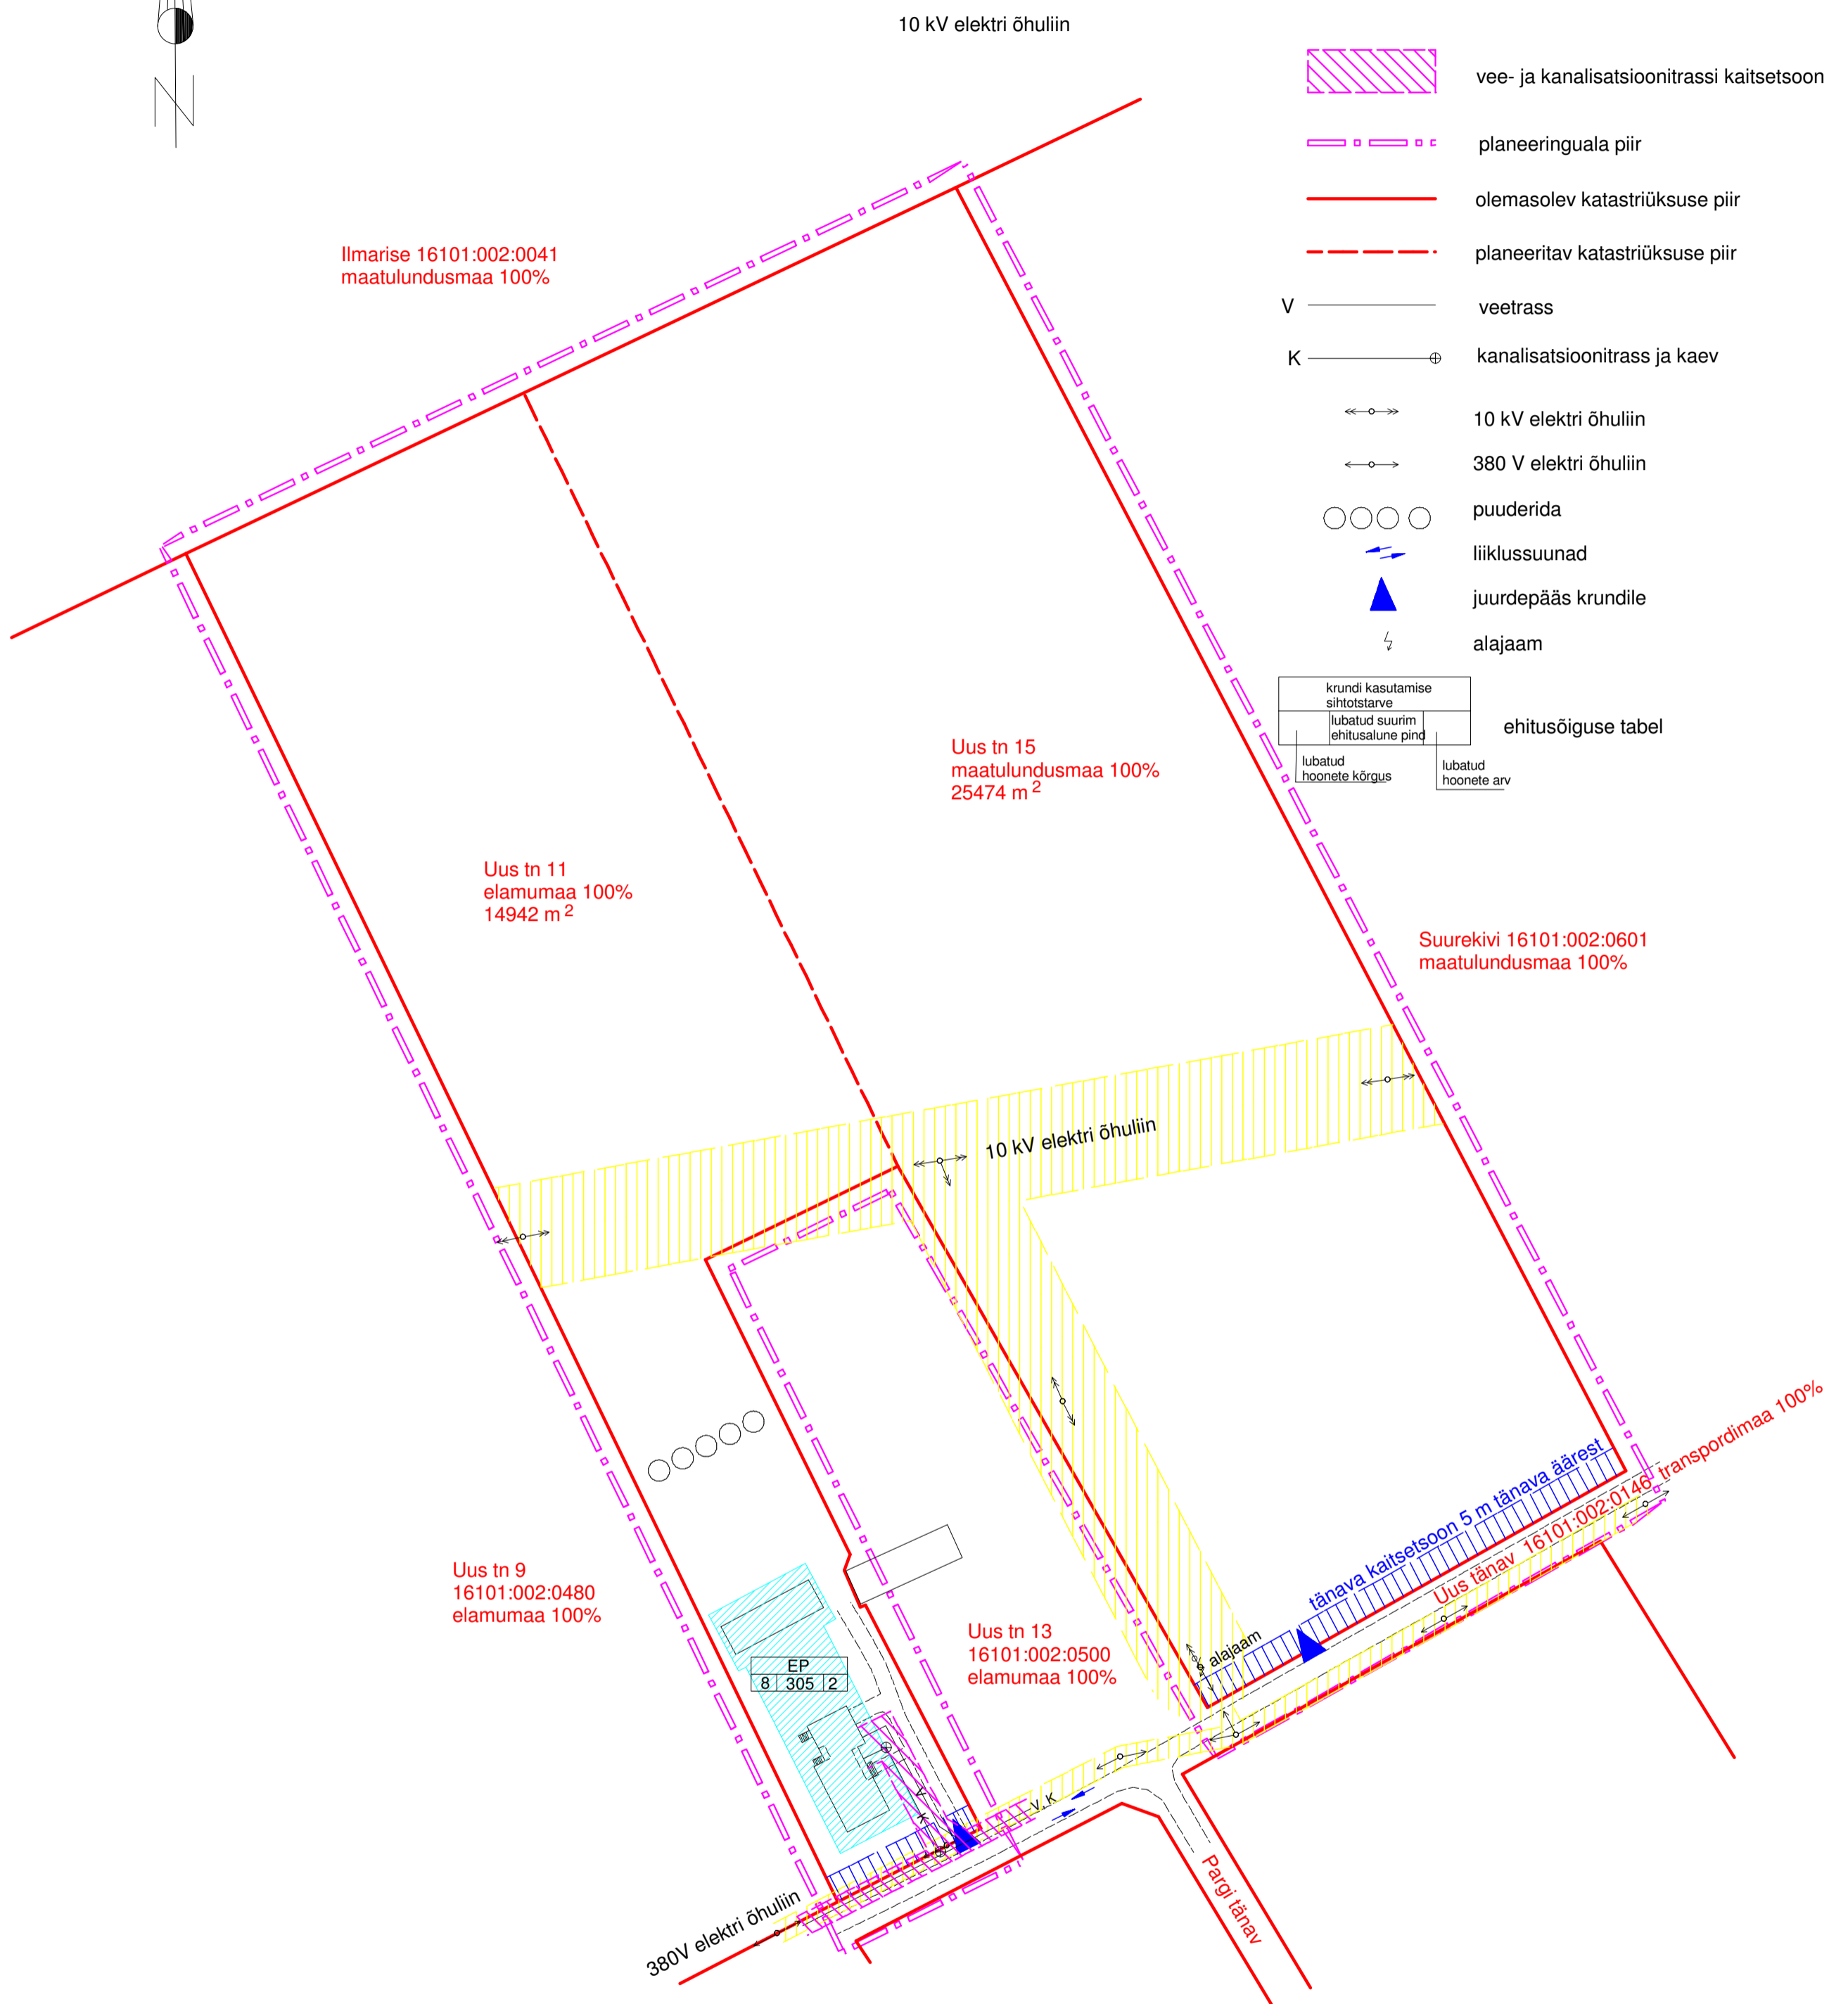 10 kV elektri õhuliin
N
vee- ja kanalisatsioonitrassi kaitsetsoon
planeeringuala piir
olemasolev katastriüksuse piir
planeeritav katastriüksuse piir
V
veetrass
K
kanalisatsioonitrass ja kaev
10 kV elektri õhuliin
380 V elektri õhuliin
puuderida
liiklussuunad
juurdepääs krundile
alajaam
krundi kasutamise
sihtotstarve
lubatud suurim
ehitusalune pind
lubatud
hoonete kõrgus
lubatud
hoonete arv
ehitusõiguse tabel
Ilmarise 16101:002:0041
maatulundusmaa 100%
Uus tn 15
maatulundusmaa 100%
25474 m 2
Uus tn 11
elamumaa 100%
14942 m 2
Suurekivi 16101:002:0601
maatulundusmaa 100%
10 kV elektri õhuliin
tänava kaitsetsoon 5 m tänava äärest
Uus tänav 16101:002:0146 transpordimaa 100%
Uus tn 9
16101:002:0480
elamumaa 100%
Uus tn 13
16101:002:0500
elamumaa 100%
alajaam
EP
8 305 2
V
K
V, K
Pargi tänav
380V elektri õhuliin